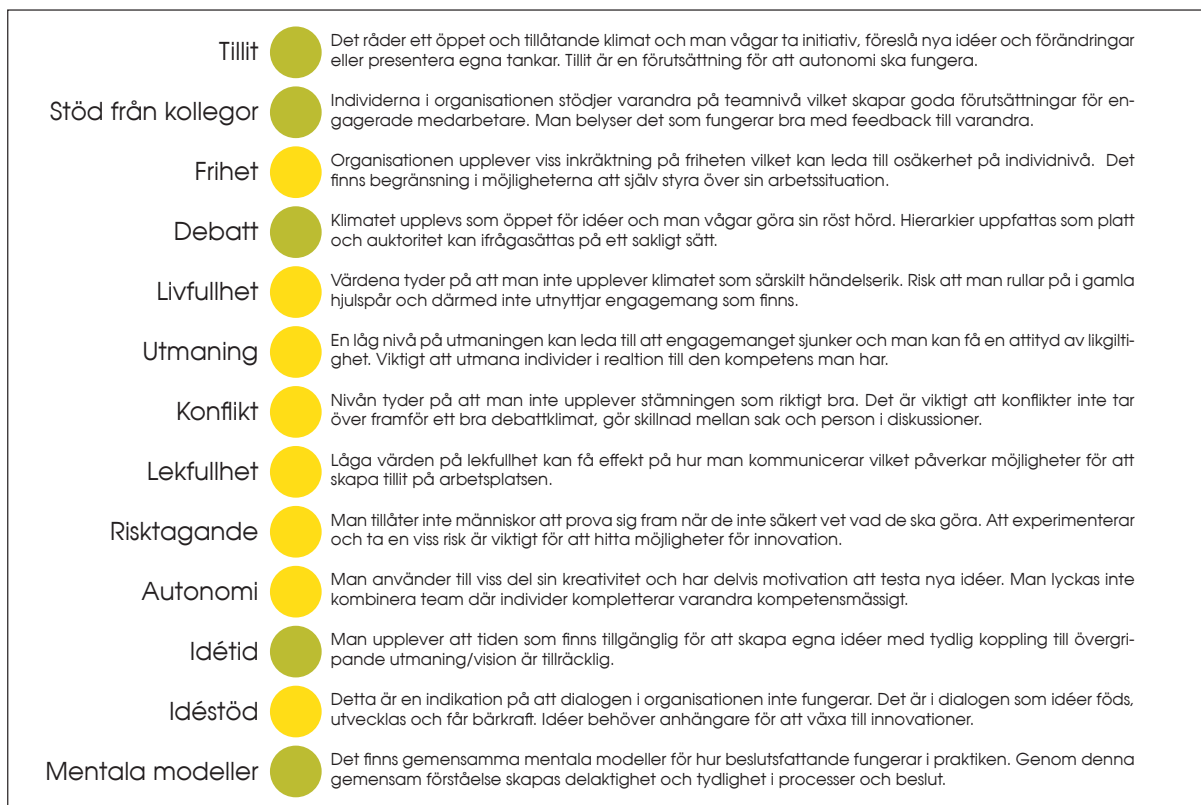 Tillit
Det råder ett öppet och tillåtande klimat och man vågar ta initiativ, föreslå nya idéer och förändringar
eller presentera egna tankar. Tillit är en förutsättning för att autonomi ska fungera.
Stöd från kollegor
Individerna i organisationen stödjer varandra på teamnivå vilket skapar goda förutsättningar för en-
gagerade medarbetare. Man belyser det som fungerar bra med feedback till varandra.
Frihet
Organisationen upplever viss inkräktning på friheten vilket kan leda till osäkerhet på individnivå. Det
finns begränsning i möjligheterna att själv styra över sin arbetssituation.
Debatt
Klimatet upplevs som öppet för idéer och man vågar göra sin röst hörd. Hierarkier uppfattas som platt
och auktoritet kan ifrågasättas på ett sakligt sätt.
Livfullhet
Värdena tyder på att man inte upplever klimatet som särskilt händelserik. Risk att man rullar på i gamla
hjulspår och därmed inte utnyttjar engagemang som finns.
Utmaning
En låg nivå på utmaningen kan leda till att engagemanget sjunker och man kan få en attityd av likgilti-
ghet. Viktigt att utmana individer i realtion till den kompetens man har.
Konflikt
Nivån tyder på att man inte upplever stämningen som riktigt bra. Det är viktigt att konflikter inte tar
över framför ett bra debattklimat, gör skillnad mellan sak och person i diskussioner.
Lekfullhet
Låga värden på lekfullhet kan få effekt på hur man kommunicerar vilket påverkar möjligheter för att
skapa tillit på arbetsplatsen.
Risktagande
Man tillåter inte människor att prova sig fram när de inte säkert vet vad de ska göra. Att experimenterar
och ta en viss risk är viktigt för att hitta möjligheter för innovation.
Autonomi
Man använder till viss del sin kreativitet och har delvis motivation att testa nya idéer. Man lyckas inte
kombinera team där individer kompletterar varandra kompetensmässigt.
Idétid
Man upplever att tiden som finns tillgänglig för att skapa egna idéer med tydlig koppling till övergri-
pande utmaning/vision är tillräcklig.
Idéstöd
Detta är en indikation på att dialogen i organisationen inte fungerar. Det är i dialogen som idéer föds,
utvecklas och får bärkraft. Idéer behöver anhängare för att växa till innovationer.
Mentala modeller
Det finns gemensamma mentala modeller för hur beslutsfattande fungerar i praktiken. Genom denna
gemensam förståelse skapas delaktighet och tydlighet i processer och beslut.